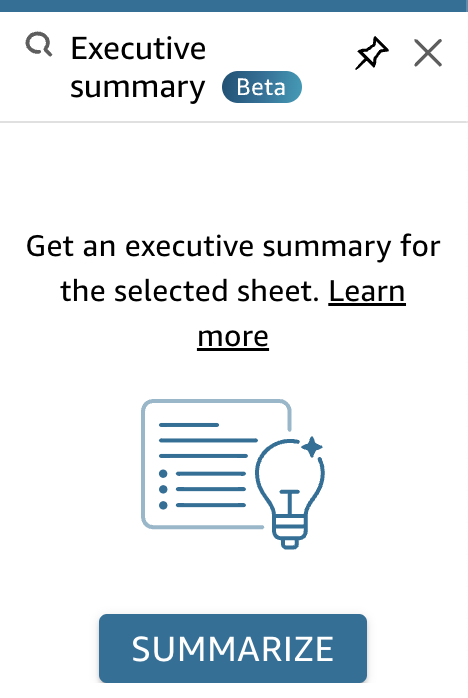 Executive
summary Beta
Get an executive summary for
the selected sheet. Learn
more
SUMMARIZE